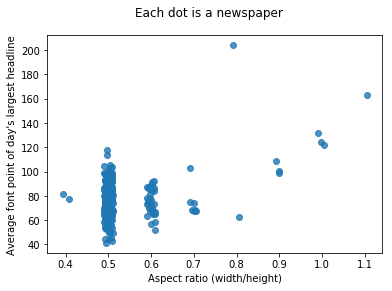 Each dot is a newspaper
Average font point of day's largest headline
200
180
160
140
120
100
80
60
40
0.4 0.5 0.6 0.7 0.8 0.9 1.0 1.1
Aspect ratio (width/height)